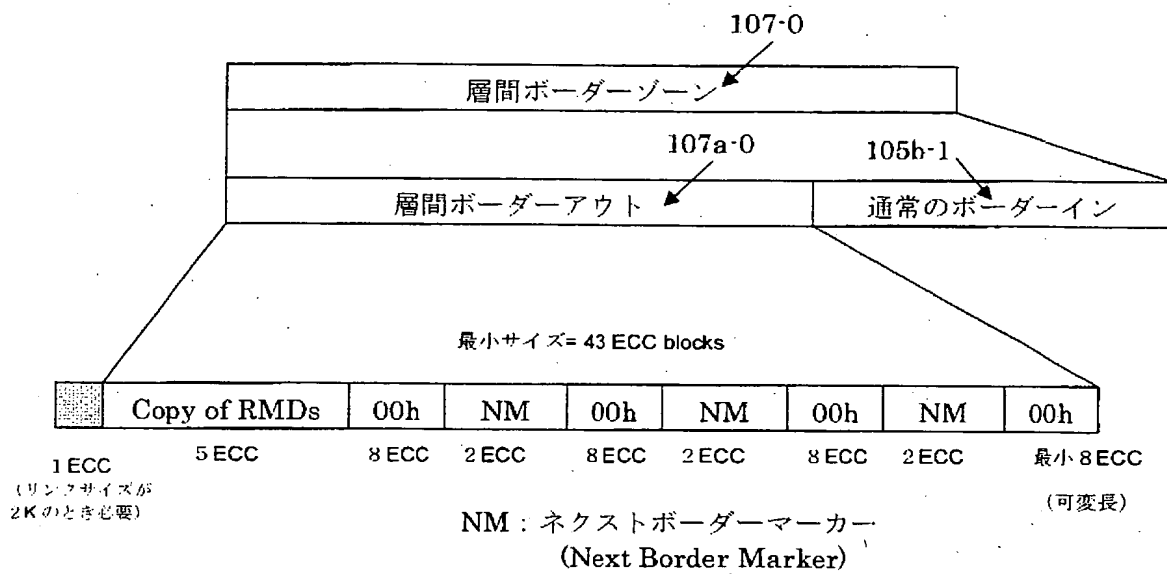 107-0
層間ボーダーゾーン
107a-0
105b-1
層間ボーダーアウト
通常のボーダーイン
最小サイズ= 43 ECC blocks
Copy of RMDs
00h
NM
00h
NM
00h
NM
00h
1 ECC
5 ECC
8 ECC
2 ECC
8 ECC
2 ECC
8 ECC
2 ECC
最小 8 ECC
(リンクサイズが
2K のとき必要)
(可変長)
NM : ネクストボーダーマーカー
(Next Border Marker)